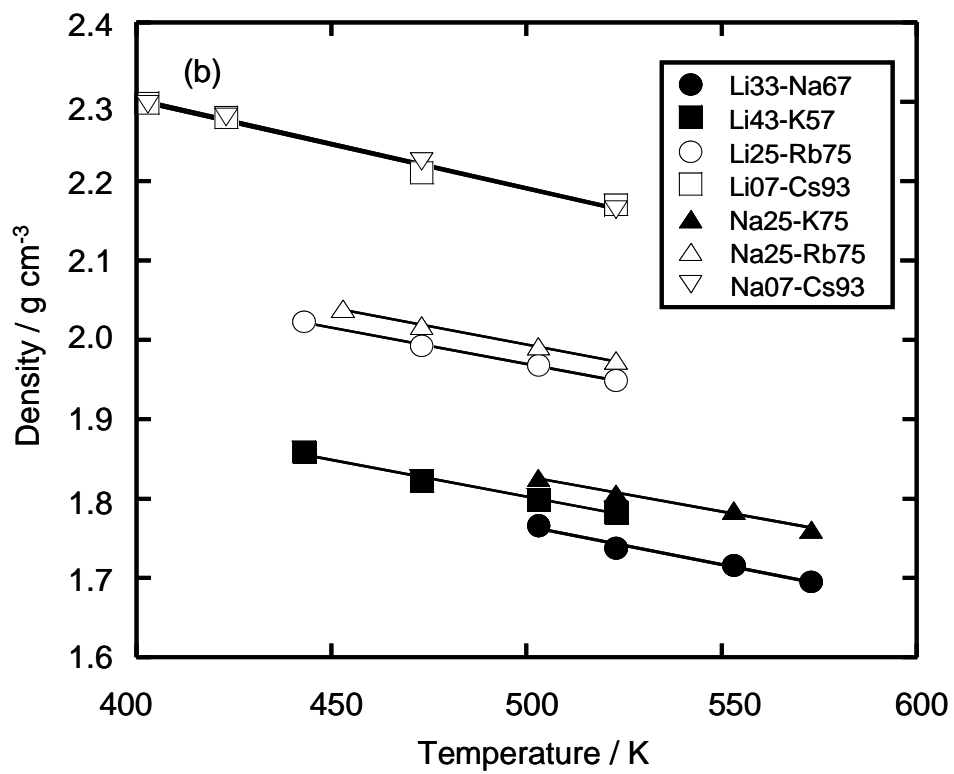 2.4
2.3
2.2
2.1
2.0
1.9
1.8
1.7
1.6
Density / g cm⁻³
(b)
Li33-Na67
Li43-K57
Li25-Rb75
Li07-Cs93
Na25-K75
Na25-Rb75
Na07-Cs93
400 450 500 550 600
Temperature / K